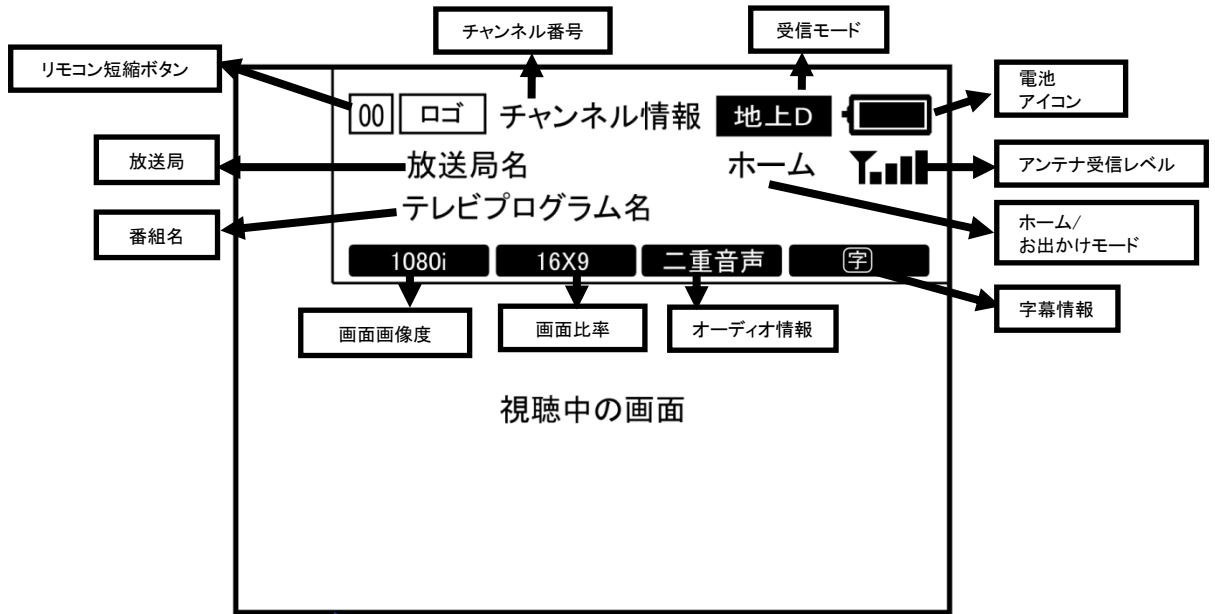 チャンネル番号
受信モード
リモコン短縮ボタン
電池
アイコン
00 ロゴ チャンネル情報 地上D
放送局
放送局名 ホーム
アンテナ受信レベル
テレビプログラム名
番組名
ホーム/
お出かけモード
1080i 16X9 二重音声 字
字幕情報
画面画像度 画面比率 オーディオ情報
視聴中の画面